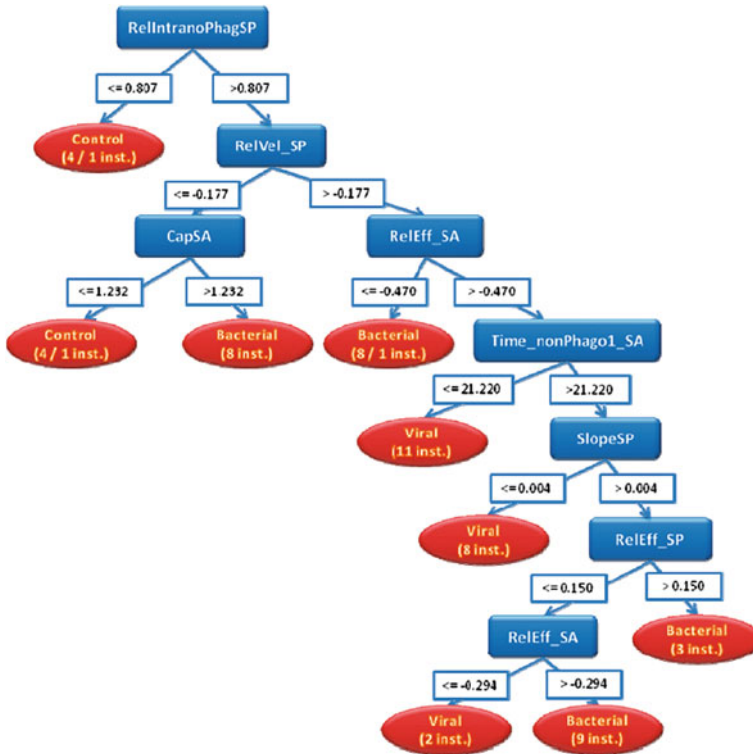 RelIntranoPhagSP
<=0.807
>0.807
Control
(4 / 1 inst.)
RelVel_SP
<=-0.177
> -0.177
CapSA
RelEff_SA
<=1.232
>1.232
<=-0.470
> -0.470
Control
(4 / 1 inst.)
Bacterial
(8 inst.)
Bacterial
(8 / 1 inst.)
Time_nonPhago1_SA
<=21.220
>21.220
Viral
(11 inst.)
SlopeSP
<=0.004
> 0.004
Viral
(8 inst.)
RelEff_SP
<=0.150
> 0.150
RelEff_SA
Bacterial
(3 inst.)
<=-0.294
> -0.294
Viral
(2 inst.)
Bacterial
(9 inst.)